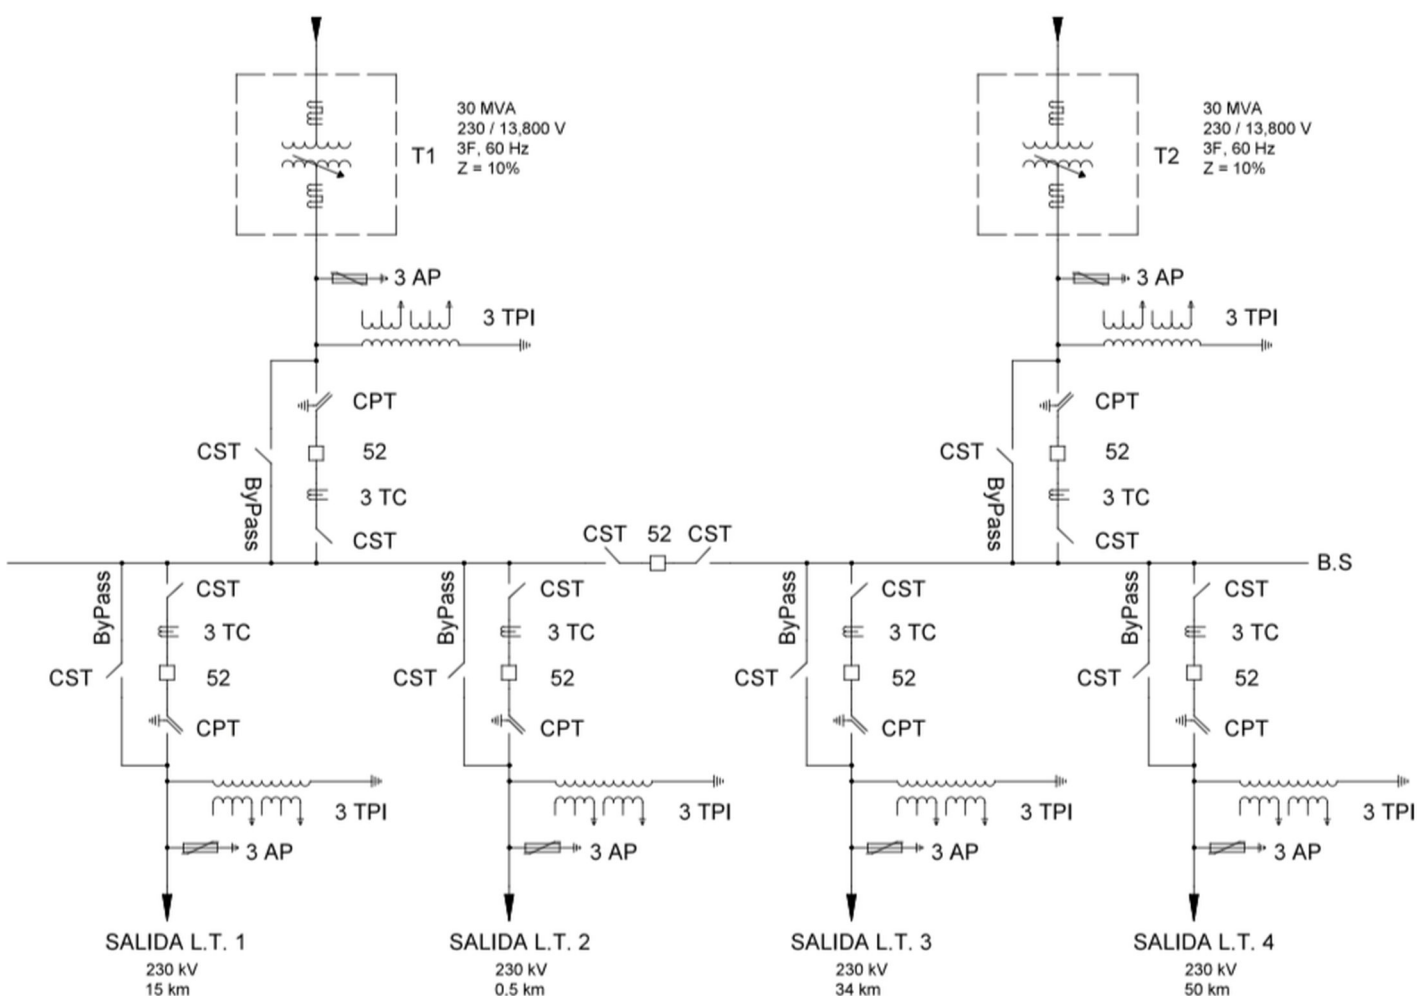 T1
30 MVA
230 / 13,800 V
3F, 60 Hz
Z = 10%
T2
30 MVA
230 / 13,800 V
3F, 60 Hz
Z = 10%
3 AP
3 AP
3 TPI
3 TPI
CPT
CPT
CST
52
CST
52
ByPass
3 TC
ByPass
3 TC
CST
CST
52
CST
CST
B.S
ByPass
CST
ByPass
CST
ByPass
CST
ByPass
CST
3 TC
3 TC
3 TC
3 TC
CST
52
CST
52
CST
52
CST
52
CPT
CPT
CPT
CPT
3 TPI
3 TPI
3 TPI
3 TPI
3 AP
3 AP
3 AP
3 AP
SALIDA L.T. 1
230 kV
15 km
SALIDA L.T. 2
230 kV
0.5 km
SALIDA L.T. 3
230 kV
34 km
SALIDA L.T. 4
230 kV
50 km